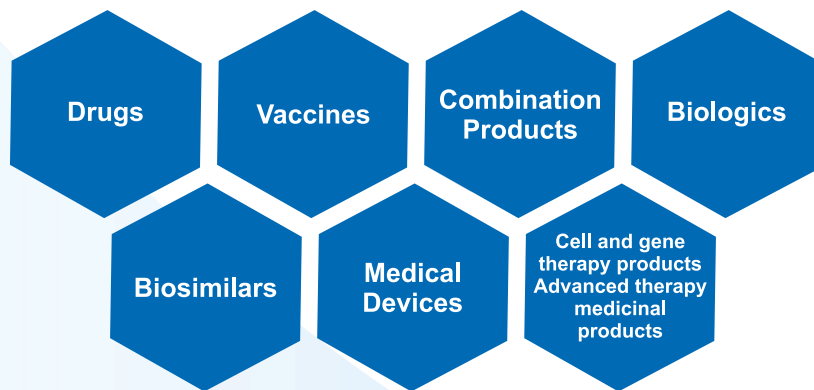 Drugs
Vaccines
Combination
Products
Biologics
Biosimilars
Medical
Devices
Cell and gene
therapy products
Advanced therapy
medicinal
products